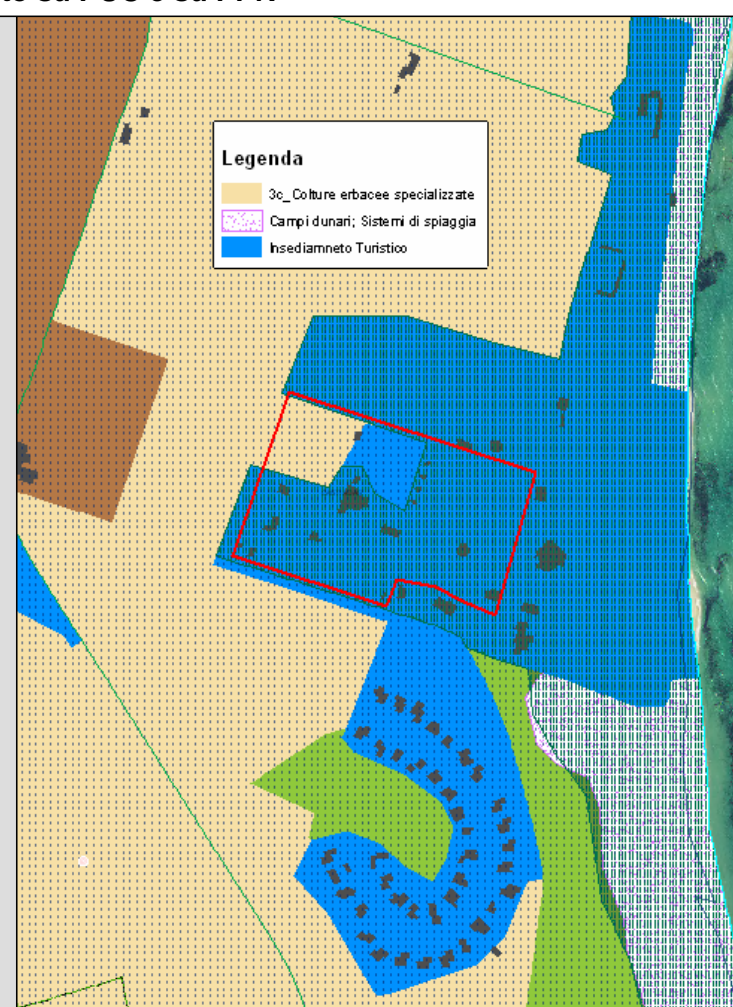 Legenda
3c_Colture erbacee specializzate
Campi dunari; Sistemi di spiaggia
Insediamneto Turistico